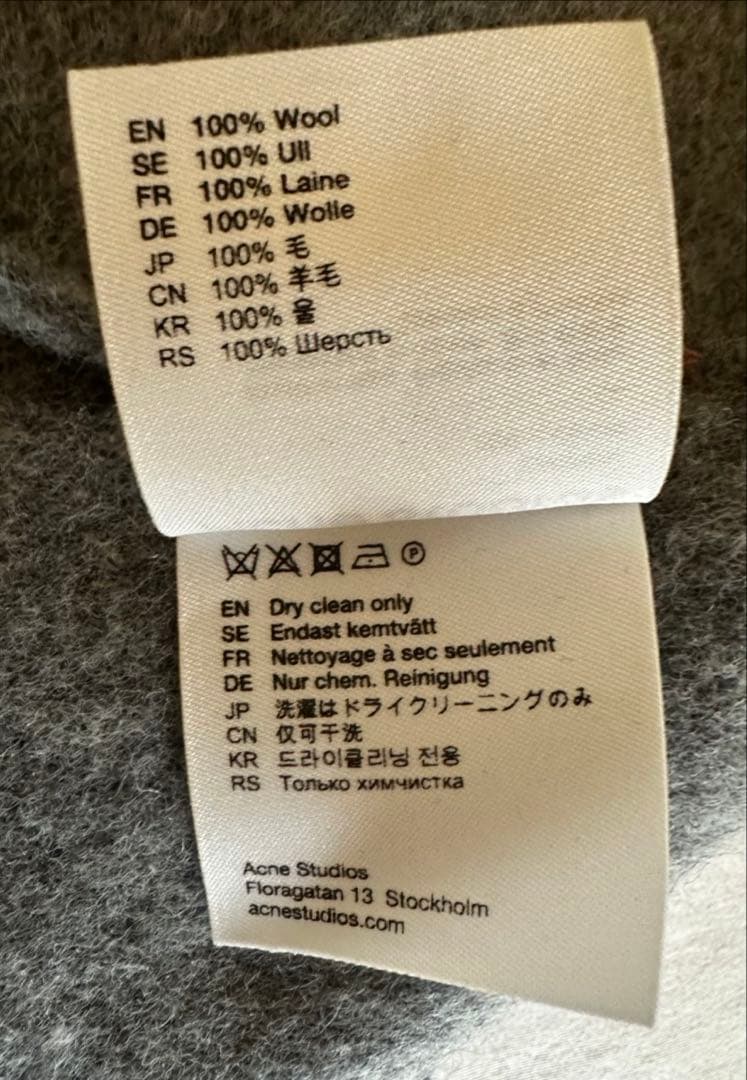 EN 100% Wool
SE 100% Ull
FR 100% Laine
DE 100% Wolle
JP 100% 毛
CN 100% 羊毛
KR 100% 울
RS 100% Шерсть
P
EN Dry clean only
SE Endast kemtvätt
FR Nettoyage à sec seulement
DE Nur chem. Reinigung
JP 洗濯はドライクリーニングのみ
CN 仅可干洗
KR 드라이클리닝 전용
RS Только химчистка
Acne Studios
Floragatan 13 Stockholm
acnestudios.com